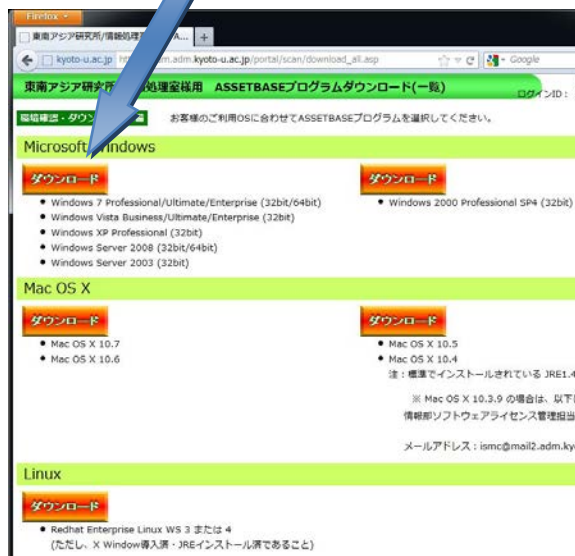 Firefox
東南アジア研究所/情報処理 A...
+
kyoto-u.ac.jp adm.kyoto-u.ac.jp/portal/scan/download_all.asp
Google
東南アジア研究所 処理室様用 ASSETBASEプログラムダウンロード(一覧)
ログインID:
環境確認・ダウン
お客様のご利用OSに合わせてASSETBASEプログラムを選択してください。
Microsoft Windows
ダウンロード
ダウンロード
• Windows 7 Professional/Ultimate/Enterprise (32bit/64bit)
• Windows 2000 Professional SP4 (32bit)
• Windows Vista Business/Ultimate/Enterprise (32bit)
• Windows XP Professional (32bit)
• Windows Server 2008 (32bit/64bit)
• Windows Server 2003 (32bit)
Mac OS X
ダウンロード
ダウンロード
• Mac OS X 10.7
• Mac OS X 10.5
• Mac OS X 10.6
• Mac OS X 10.4
注:標準でインストールされている JRE1.4
※ Mac OS X 10.3.9 の場合は、以下
情報部ソフトウェアライセンス管理担当
メールアドレス:ismc@mail2.adm.ky
Linux
ダウンロード
• Redhat Enterprise Linux WS 3 または 4
(ただし、X Window導入済・JREインストール済であること)